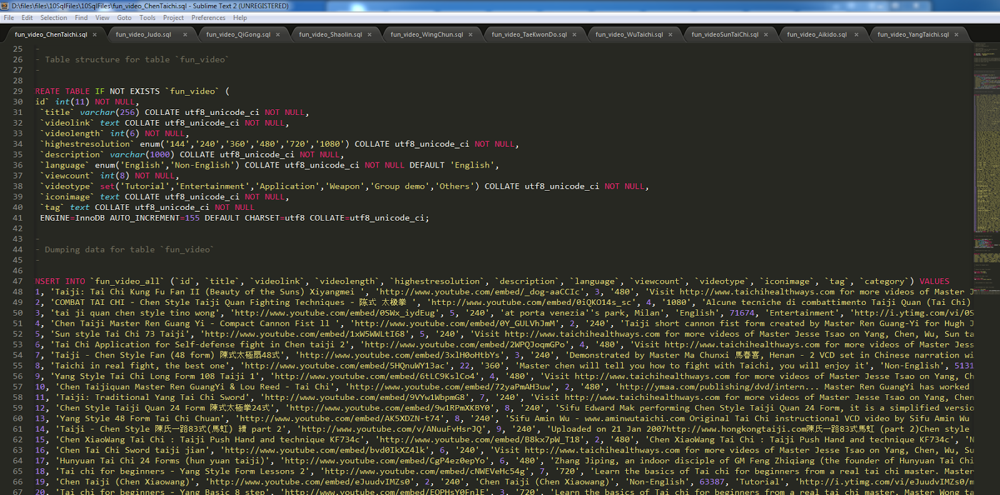 D:\files\files\10SqlFiles\10SqlFiles\fun_video_ChenTaichi.sql - Sublime Text 2 (UNREGISTERED)
File Edit Selection Find View Goto Tools Project Preferences Help
fun_video_ChenTaichi.sql × fun_video_Judo.sql × fun_video_QiGong.sql × fun_video_Shaolin.sql × fun_video_WingChun.sql × fun_video_TaeKwonDo.sql × fun_video_WuTaichi.sql × fun_videoSunTaiChi.sql × fun_video_Aikido.sql × fun_video_YangTaichi.sql ×
25 -
26 - Table structure for table `fun_video`
27 -
28
29 REATE TABLE IF NOT EXISTS `fun_video` (
30 id` int(11) NOT NULL,
31 `title` varchar(256) COLLATE utf8_unicode_ci NOT NULL,
32 `videolink` text COLLATE utf8_unicode_ci NOT NULL,
33 `videolength` int(6) NOT NULL,
34 `highestresolution` enum('144','240','360','480','720','1080') COLLATE utf8_unicode_ci NOT NULL,
35 `description` varchar(1000) COLLATE utf8_unicode_ci NOT NULL,
36 `language` enum('English','Non-English') COLLATE utf8_unicode_ci NOT NULL DEFAULT 'English',
37 `viewcount` int(8) NOT NULL,
38 `videotype` set('Tutorial','Entertainment','Application','Weapon','Group demo','Others') COLLATE utf8_unicode_ci NOT NULL,
39 `iconimage` text COLLATE utf8_unicode_ci NOT NULL,
40 `tag` text COLLATE utf8_unicode_ci NOT NULL
41 ENGINE=InnoDB AUTO_INCREMENT=155 DEFAULT CHARSET=utf8 COLLATE=utf8_unicode_ci;
42
43 -
44 - Dumping data for table `fun_video`
45 -
46
47 NSERT INTO `fun_video_all` (`id`, `title`, `videolink`, `videolength`, `highestresolution`, `description`, `language`, `viewcount`, `videotype`, `iconimage`, `tag`, `category`) VALUES
48 1, 'Taiji: Tai Chi Kung Fu Fan II (Beauty of the Suns) Xiyangmei ', 'http://www.youtube.com/embed/_dog-aaCCIc', 3, '480', 'Visit http://www.taichihealthways.com for more videos of Master J
49 2, 'COMBAT TAI CHI - Chen Style Taiji Quan Fighting Techniques - 陈式 太极拳 ', 'http://www.youtube.com/embed/0iQKO14s_sc', 4, '1080', 'Alcune tecniche di combattimento Taiji Quan (Tai Chi)
50 3, 'tai ji quan chen style tino wong', 'http://www.youtube.com/embed/0SWx_iydEug', 5, '240', 'at porta venezia''s park, Milan', 'English', 71674, 'Entertainment', 'http://i.ytimg.com/vi/0S
51 4, 'Chen Taiji Master Ren Guang Yi - Compact Cannon Fist ll ', 'http://www.youtube.com/embed/0Y_GULVhJmM', 2, '240', 'Taiji short cannon fist form created by Master Ren Guang-Yi for Hugh J
52 5, 'Sun style Tai Chi 73 Taiji', 'http://www.youtube.com/embed/1xW5WWLtI68', 5, '240', 'Visit http://www.taichihealthways.com for more videos of Master Jesse Tsao on Yang, Chen, Wu, Sun ta
53 6, 'Tai Chi Application for Self-defense fight in Chen taiji 2', 'http://www.youtube.com/embed/2WPQJoqmGPo', 4, '480', 'Visit http://www.taichihealthways.com for more videos of Master Jess
54 7, 'Taiji - Chen Style Fan (48 form) 陳式太極扇48式', 'http://www.youtube.com/embed/3xlH0oHtbYs', 3, '240', 'Demonstrated by Master Ma Chunxi 馬春喜, Henan - 2 VCD set in Chinese narration wi
55 8, 'Taichi in real fight, the best one', 'http://www.youtube.com/embed/5HQnuWY13ac', 22, '360', 'Master chen will tell you how to fight with Taichi, you will enjoy it', 'Non-English', 5131
56 9, 'Yang Style Tai Chi Long Form 108 Taiji 1', 'http://www.youtube.com/embed/6tLC9KslCo4', 4, '480', 'Visit http://www.taichihealthways.com for more videos of Master Jesse Tsao on Yang, Ch
57 10, 'Chen Taijiquan Master Ren GuangYi & Lou Reed - Tai Chi', 'http://www.youtube.com/embed/72yaPmAH3uw', 2, '480', 'http://ymaa.com/publishing/dvd/intern... Master Ren GuangYi has worked
58 11, 'Taiji: Traditional Yang Tai Chi Sword', 'http://www.youtube.com/embed/9VYw1WbpmG8', 7, '240', 'Visit http://www.taichihealthways.com for more videos of Master Jesse Tsao on Yang, Chen
59 12, 'Chen Style Taiji Quan 24 Form 陳式太極拳24式', 'http://www.youtube.com/embed/9w1RPmXKBY0', 8, '240', 'Sifu Edward Mak performing Chen Style Taiji Quan 24 Form, it is a simplified versio
60 13, 'Yang Style 48 Form Tai Chi Chuan', 'http://www.youtube.com/embed/AK5XDZN-t74', 8, '240', 'Sifu Amin Wu - www.aminwutaichi.com Original Tai Chi instructional VCD video by Sifu Amin Wu
61 14, 'Taiji - Chen Style 陳氏一路83式(馬虹) 續 part 2', 'http://www.youtube.com/v/ANuuFvHsrJQ', 9, '240', 'Uploaded on 21 Jan 2007http://www.hongkongtaiji.com陳氏一路83式馬虹 (part 2)Chen style
62 15, 'Chen XiaoWang Tai Chi : Taiji Push Hand and technique KF734c', 'http://www.youtube.com/embed/B8kx7pW_T18', 2, '480', 'Chen XiaoWang Tai Chi : Taiji Push Hand and technique KF734c', 'N
63 16, 'Chen Tai Chi Sword taiji jian', 'http://www.youtube.com/embed/bvd0IkXZ4lk', 6, '240', 'Visit http://www.taichihealthways.com for more videos of Master Jesse Tsao on Yang, Chen, Wu, Su
64 17, 'Hunyuan Tai Chi 24 Forms (hun yuan taiji)', 'http://www.youtube.com/embed/CgP4ez0epYo', 6, '480', 'Zhang Jiping, an indoor disciple of GM Feng Zhiqiang (the founder of Hunyuan Tai Chi
65 18, 'Tai chi for beginners - Yang Style Form Lessons 2', 'http://www.youtube.com/embed/cNWEVeHc54g', 7, '720', 'Learn the basics of Tai chi for beginners from a real tai chi master. Master
66 19, 'Chen Taiji (Chen Xiaowang)', 'http://www.youtube.com/embed/eJuudvIMZs0', 2, '240', 'Chen Taiji (Chen Xiaowang)', 'Non-English', 63387, 'Tutorial', 'http://i.ytimg.com/vi/eJuudvIMZs0/m
67 20, 'Tai chi for beginners - Yang Basic 8 step', 'http://www.youtube.com/embed/EOPHsY0FnlE', 3, '720', 'Learn the basics of Tai chi for beginners from a real tai chi master. Master Wong ta